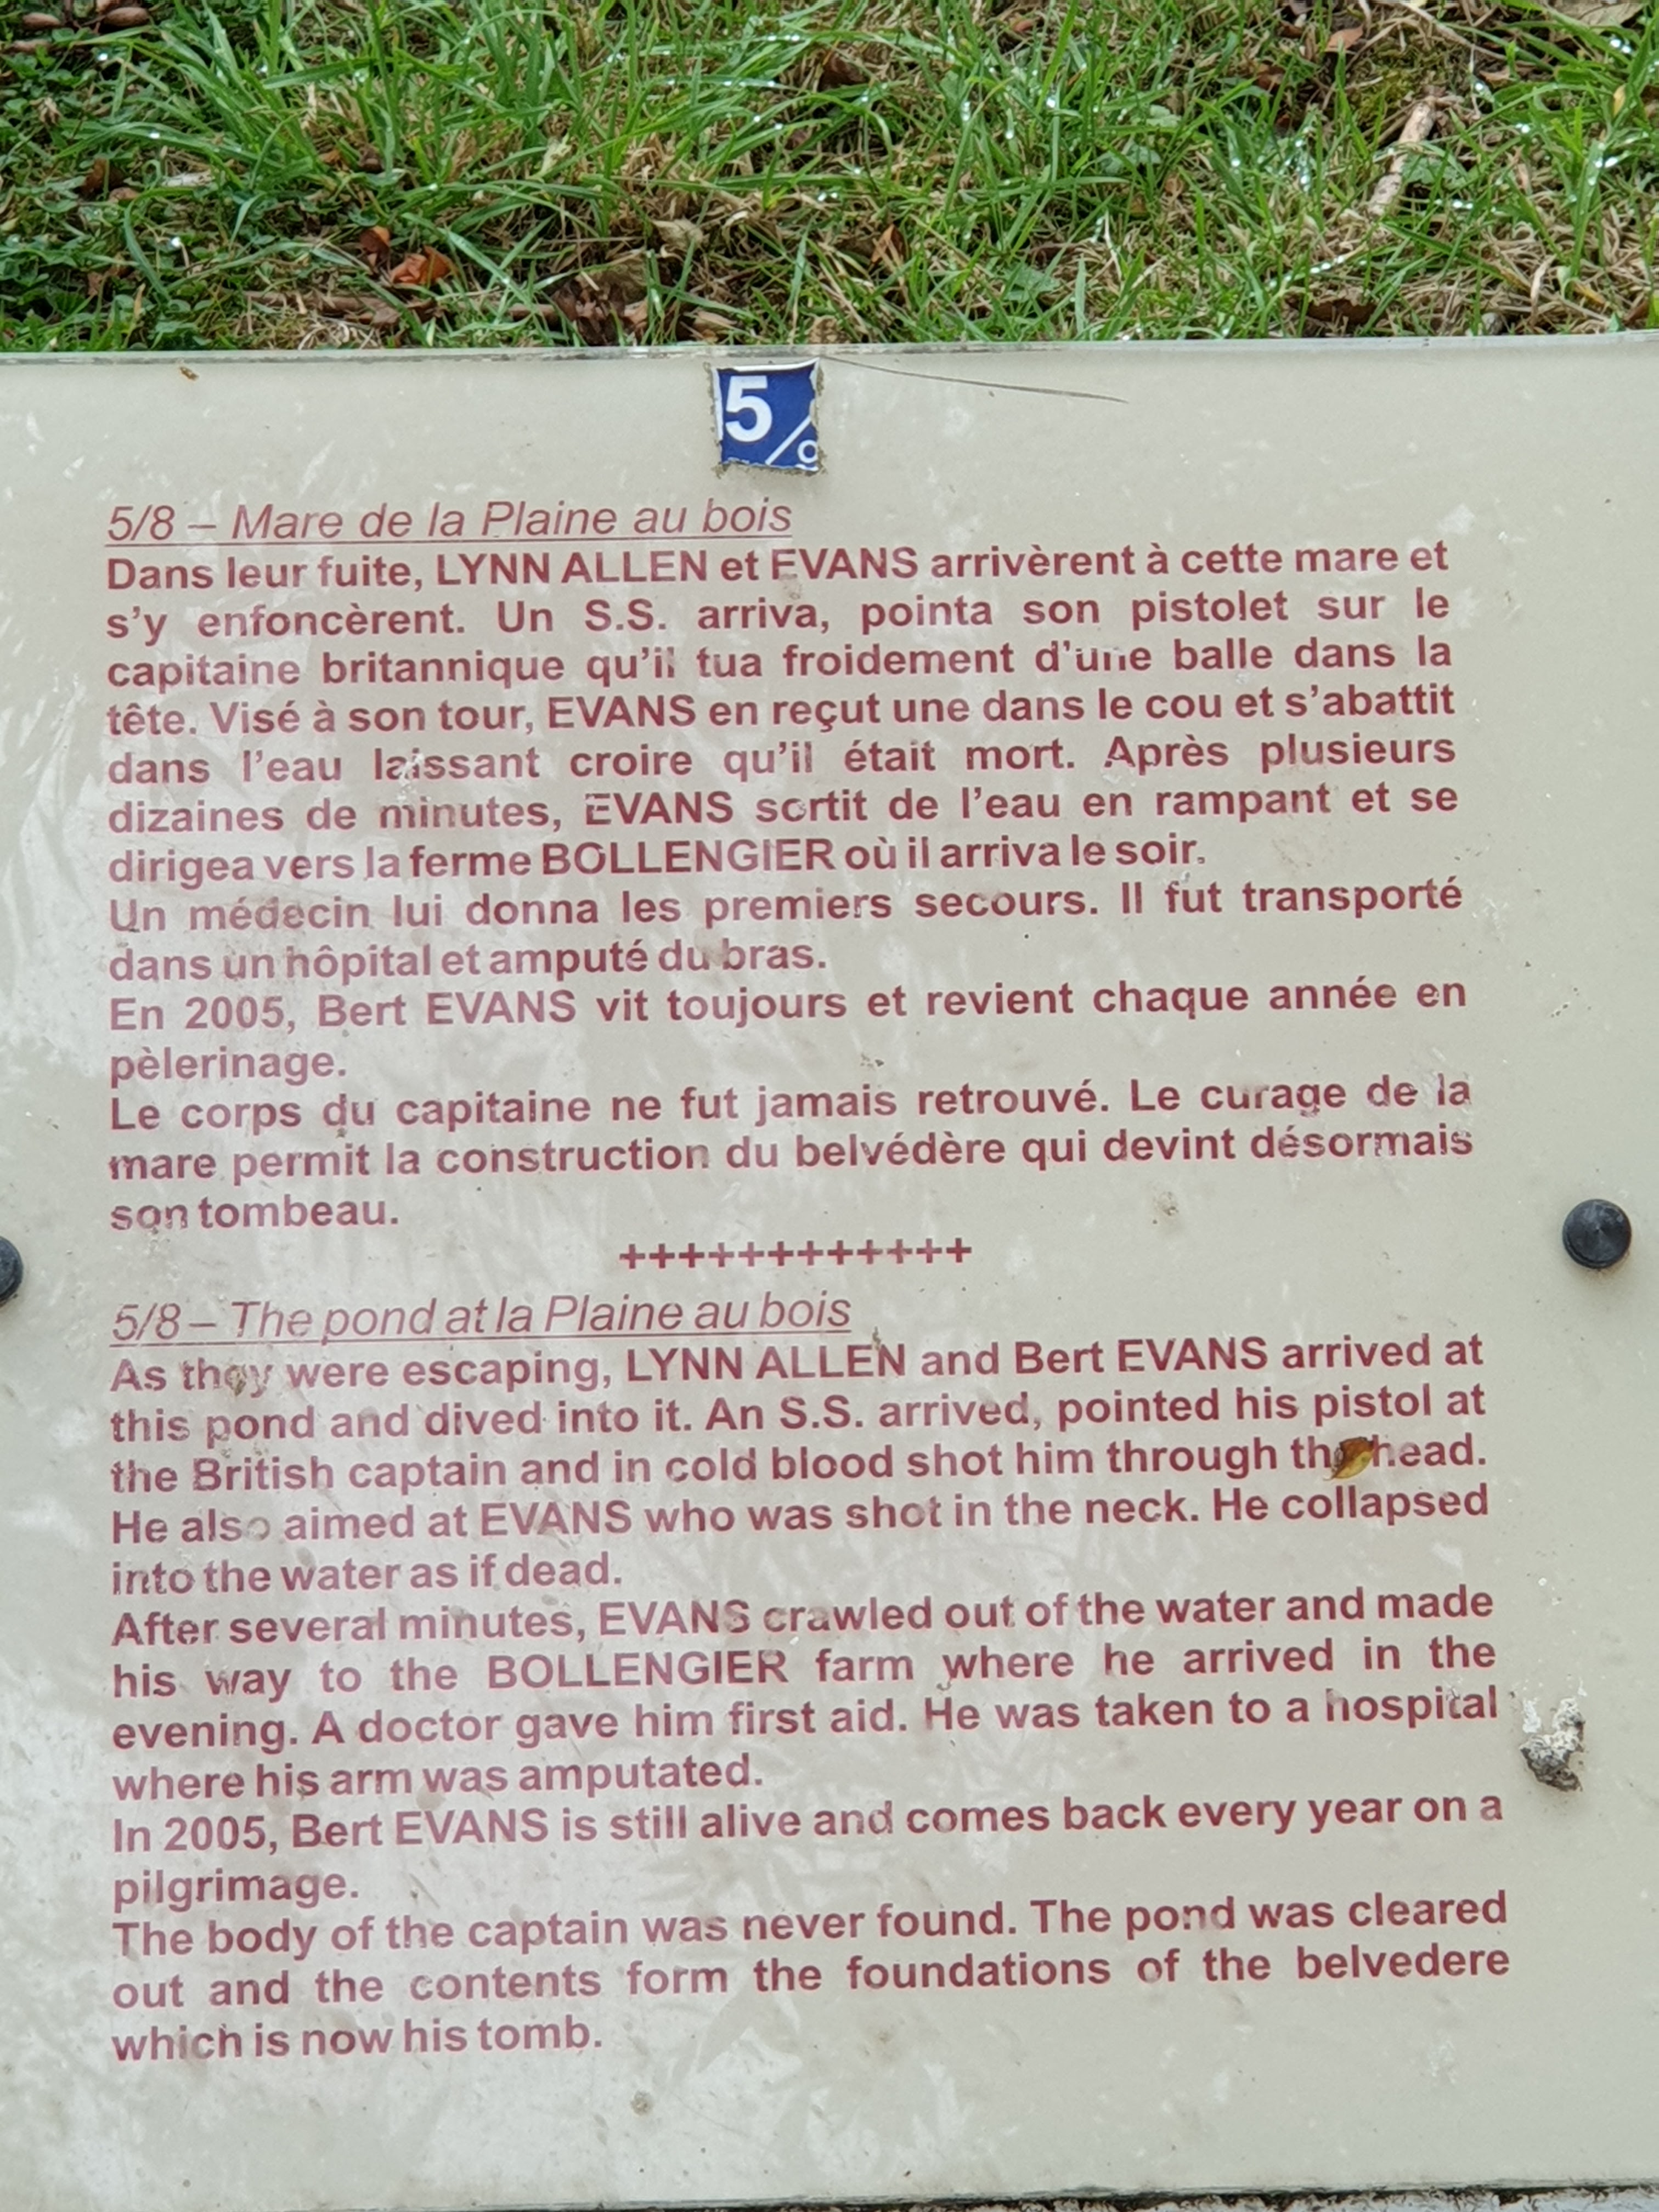 5/9
5/8 – Mare de la Plaine au bois
Dans leur fuite, LYNN ALLEN et EVANS arrivèrent à cette mare et
s'y enfoncèrent. Un S.S. arriva, pointa son pistolet sur le
capitaine britannique qu'il tua froidement d'une balle dans la
tête. Visé à son tour, EVANS en reçut une dans le cou et s'abattit
dans l'eau laissant croire qu'il était mort. Après plusieurs
dizaines de minutes, EVANS sortit de l'eau en rampant et se
dirigea vers la ferme BOLLENGIER où il arriva le soir.
Un médecin lui donna les premiers secours. Il fut transporté
dans un hôpital et amputé du bras.
En 2005, Bert EVANS vit toujours et revient chaque année en
pèlerinage.
Le corps du capitaine ne fut jamais retrouvé. Le curage de la
mare permit la construction du belvédère qui devint désormais
son tombeau.
++++++++++++
5/8 – The pond at la Plaine au bois
As they were escaping, LYNN ALLEN and Bert EVANS arrived at
this pond and dived into it. An S.S. arrived, pointed his pistol at
the British captain and in cold blood shot him through the head.
He also aimed at EVANS who was shot in the neck. He collapsed
into the water as if dead.
After several minutes, EVANS crawled out of the water and made
his way to the BOLLENGIER farm where he arrived in the
evening. A doctor gave him first aid. He was taken to a hospital
where his arm was amputated.
In 2005, Bert EVANS is still alive and comes back every year on a
pilgrimage.
The body of the captain was never found. The pond was cleared
out and the contents form the foundations of the belvedere
which is now his tomb.